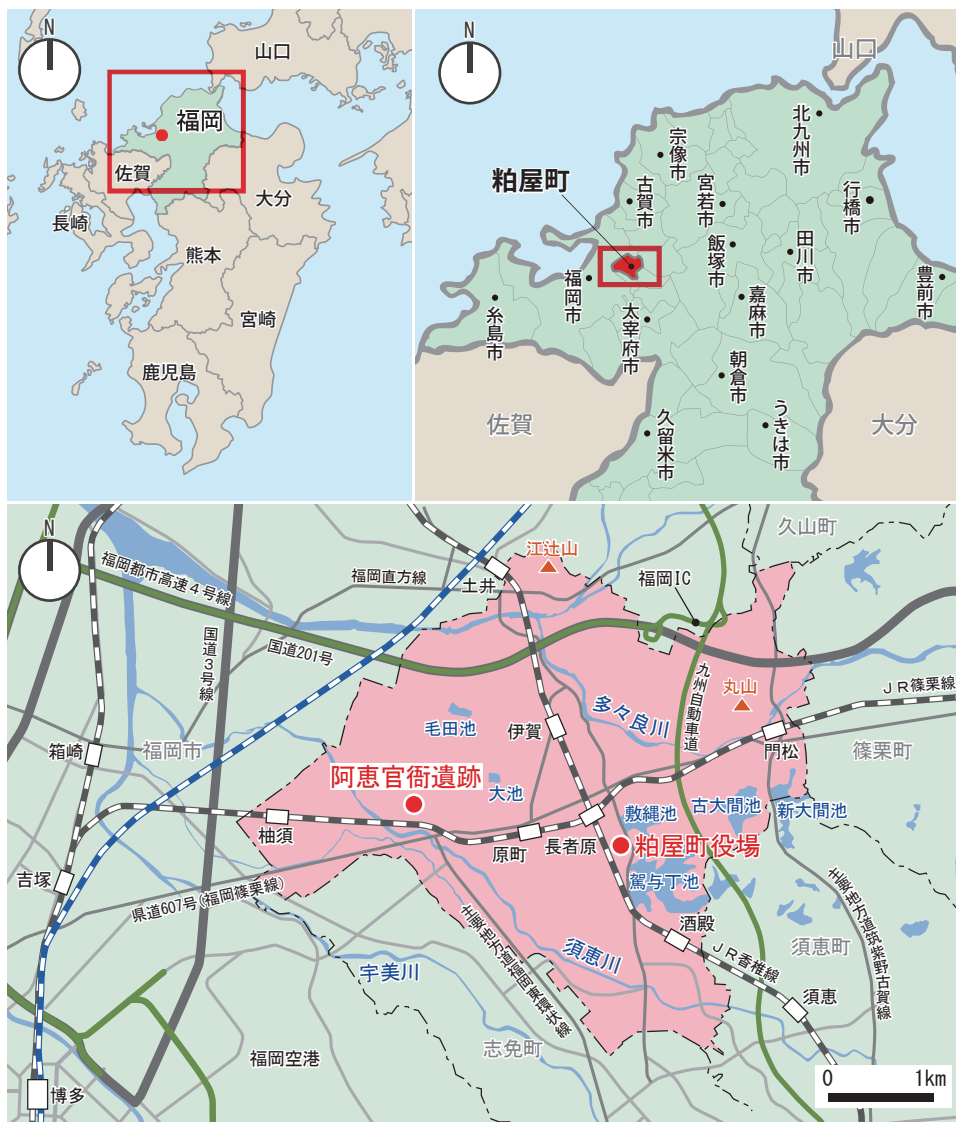 N
山口
福岡
佐賀
大分
長崎
熊本
宮崎
鹿児島
N
山口
北九州市
宗像市
粕屋町
古賀市
宮若市
行橋市
飯塚市
田川市
福岡市
糸島市
太宰府市
嘉麻市
豊前市
朝倉市
佐賀
久留米市
うきは市
大分
N
久山町
江辻山
福岡IC
福岡都市高速4号線
福岡直方線
土井
国道3号線
国道201号
九州自動車道
丸山
JR篠栗線
多々良川
毛田池
伊賀
門松
箱崎
福岡市
篠栗町
阿恵官衙遺跡
大池
敷縄池
古大間池
新大間池
柚須
原町
長者原
粕屋町役場
吉塚
駕与丁池
県道607号(福岡篠栗線)
主要地方道福岡東環状線
主要地方道筑紫野古賀線
酒殿
須恵川
JR香椎線
須恵町
宇美川
須恵
志免町
福岡空港
博多
0 1km